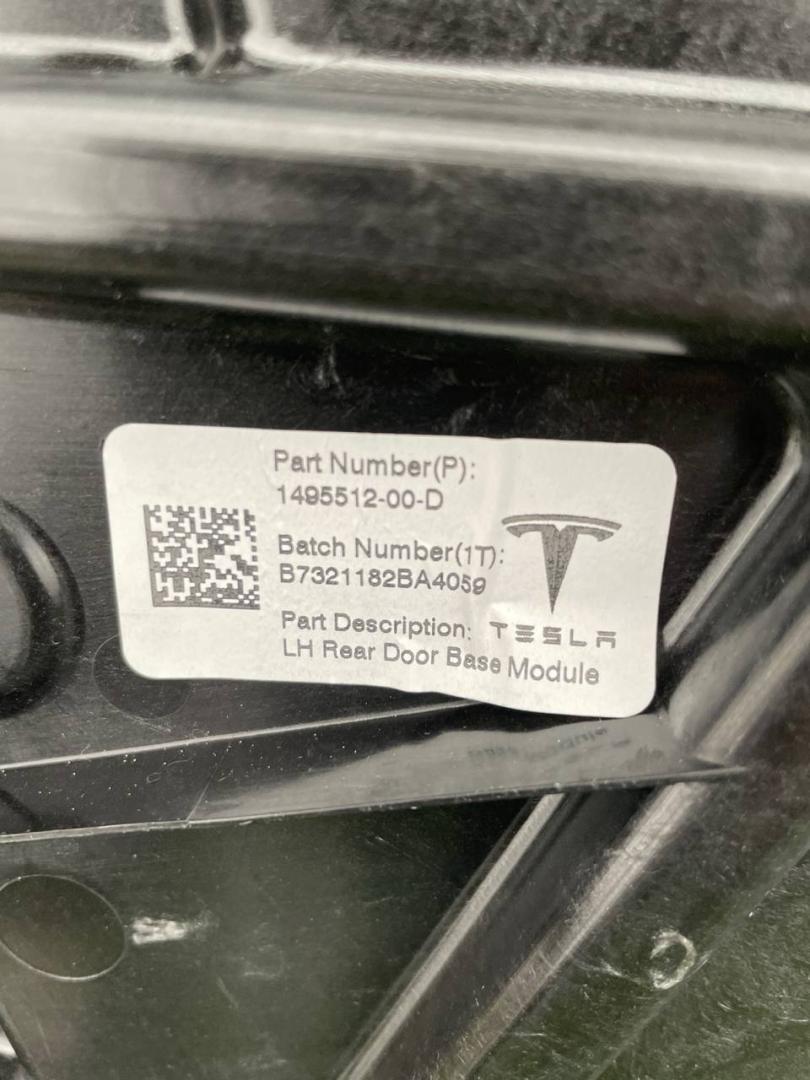 Part Number(P):
1495512-00-D
Batch Number(1T):
B7321182BA4059
Part Description:
LH Rear Door Base Module
TESLA